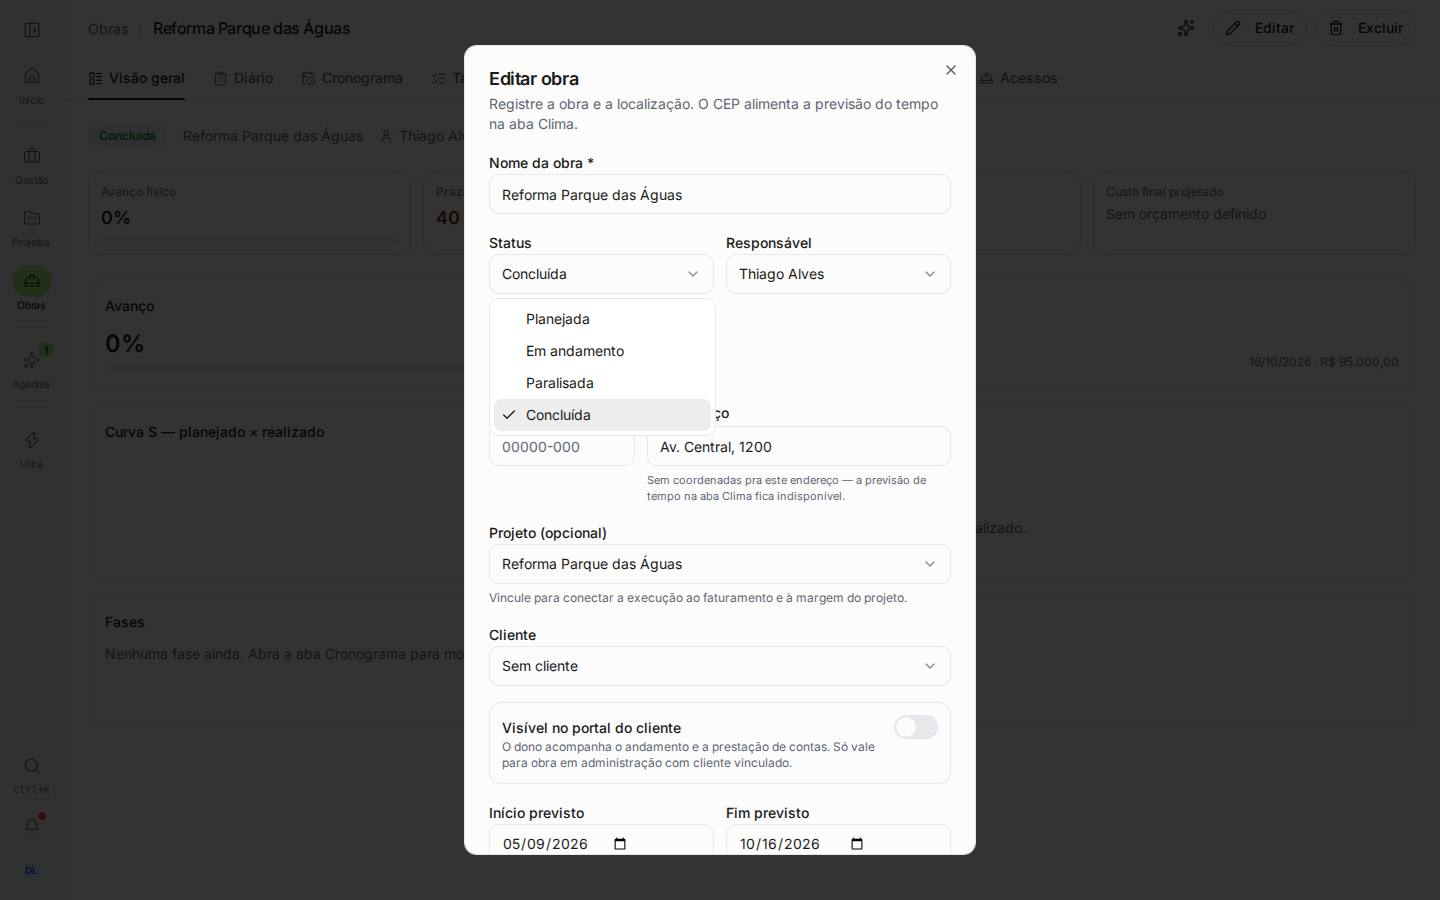 Obras
Reforma Parque das Águas
Editar
Excluir
Início
Gestão
Projetos
Obras
1
Agentes
Ultra
Ctrl+K
DL
Visão geral
Diário
Cronograma
Acessos
Concluída
Reforma Parque das Águas
Avanço físico
0%
40
Custo final projetado
Sem orçamento definido
Avanço
0%
16/10/2026 · R$ 95.000,00
Curva S — planejado × realizado
Fases
Nenhuma fase ainda. Abra a aba Cronograma para
Editar obra
Registre a obra e a localização. O CEP alimenta a previsão do tempo
na aba Clima.
Nome da obra *
Reforma Parque das Águas
Status
Responsável
Concluída
Thiago Alves
Planejada
Em andamento
Paralisada
Concluída
00000-000
Av. Central, 1200
Sem coordenadas pra este endereço — a previsão de
tempo na aba Clima fica indisponível.
Projeto (opcional)
Reforma Parque das Águas
Vincule para conectar a execução ao faturamento e à margem do projeto.
Cliente
Sem cliente
Visível no portal do cliente
O dono acompanha o andamento e a prestação de contas. Só vale
para obra em administração com cliente vinculado.
Início previsto
Fim previsto
05/09/2026
10/16/2026